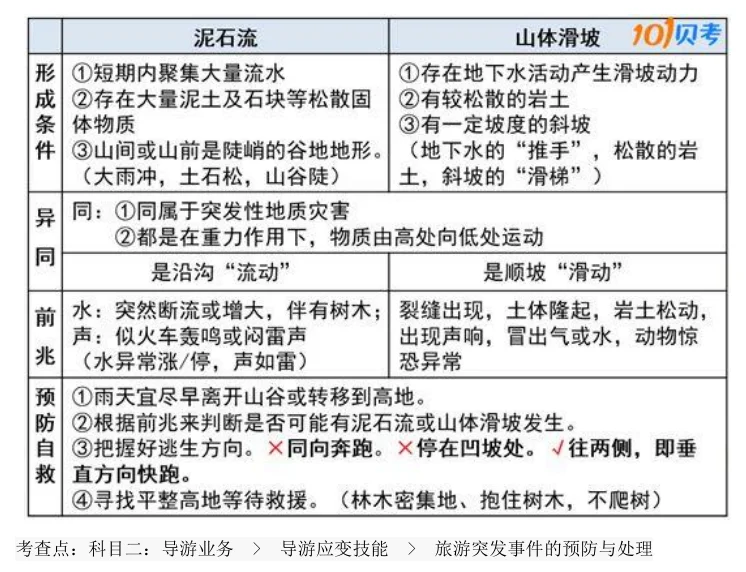 泥石流
山体滑坡
101贝考
形成条件
①短期内聚集大量流水
②存在大量泥土及石块等松散固
体物质
③山间或山前是陡峭的谷地地形。
（大雨冲，土石松，山谷陡）
①存在地下水活动产生滑坡动力
②有较松散的岩土
③有一定坡度的斜坡
（地下水的“推手”，松散的岩
土，斜坡的“滑梯”）
异同
同：①同属于突发性地质灾害
②都是在重力作用下，物质由高处向低处运动
是沿沟“流动”
是顺坡“滑动”
前兆
水：突然断流或增大，伴有树木；
声：似火车轰鸣或闷雷声
（水异常涨/停，声如雷）
裂缝出现，土体隆起，岩土松动，
出现声响，冒出气或水，动物惊
恐异常
预防自救
①雨天宜尽早离开山谷或转移到高地。
②根据前兆来判断是否可能有泥石流或山体滑坡发生。
③把握好逃生方向。×同向奔跑。×停在凹坡处。√往两侧，即垂
直方向快跑。
④寻找平整高地等待救援。（林木密集地、抱住树木，不爬树）
考查点：科目二：导游业务 > 导游应变技能 > 旅游突发事件的预防与处理